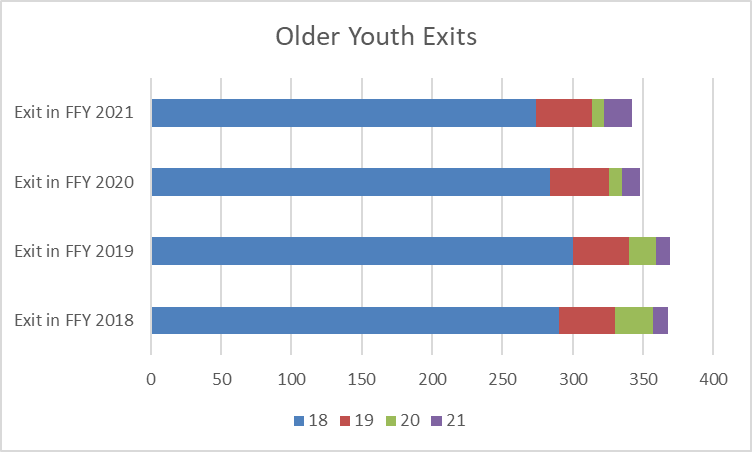 Older Youth Exits
Exit in FFY 2021
Exit in FFY 2020
Exit in FFY 2019
Exit in FFY 2018
0 50 100 150 200 250 300 350 400
18 19 20 21